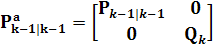 P^a_{k-1|k-1} = [P_{k-1|k-1} 0
0 Q_k]